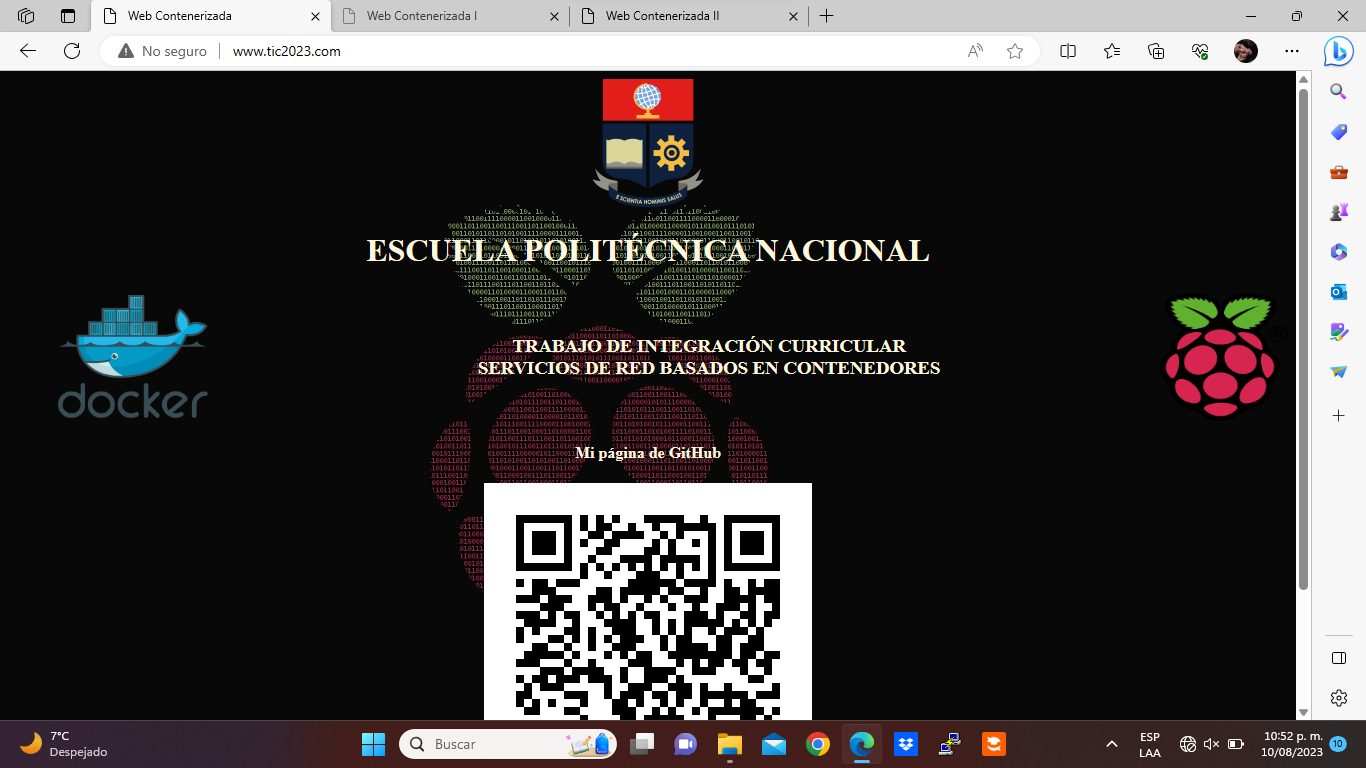 Web Contenerizada
Web Contenerizada I
Web Contenerizada II
No seguro
www.tic2023.com
E SCIENTIA HOMINIS SALUS
ESCUELA POLITÉCNICA NACIONAL
TRABAJO DE INTEGRACIÓN CURRICULAR
SERVICIOS DE RED BASADOS EN CONTENEDORES
docker
Mi página de GitHub
7°C
Despejado
Buscar
ESP
LAA
10:52 p. m.
10/08/2023
10